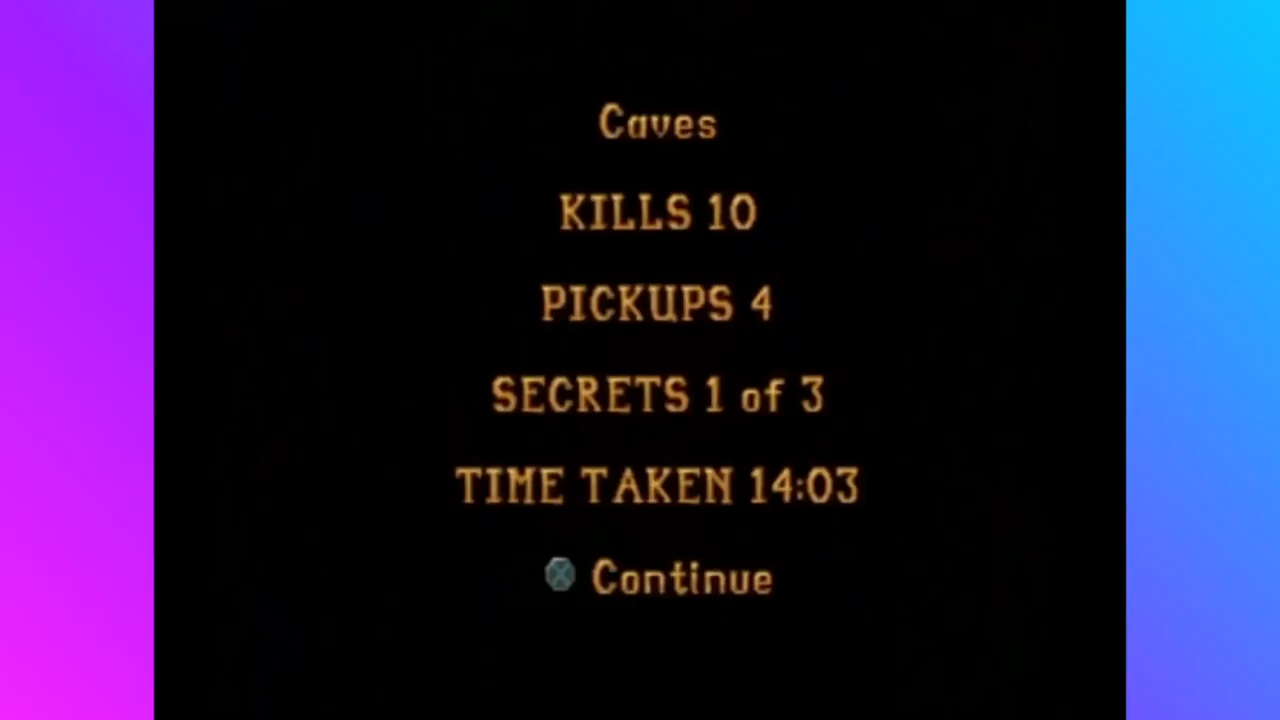 Caves
KILLS 10
PICKUPS 4
SECRETS 1 of 3
TIME TAKEN 14:03
Continue